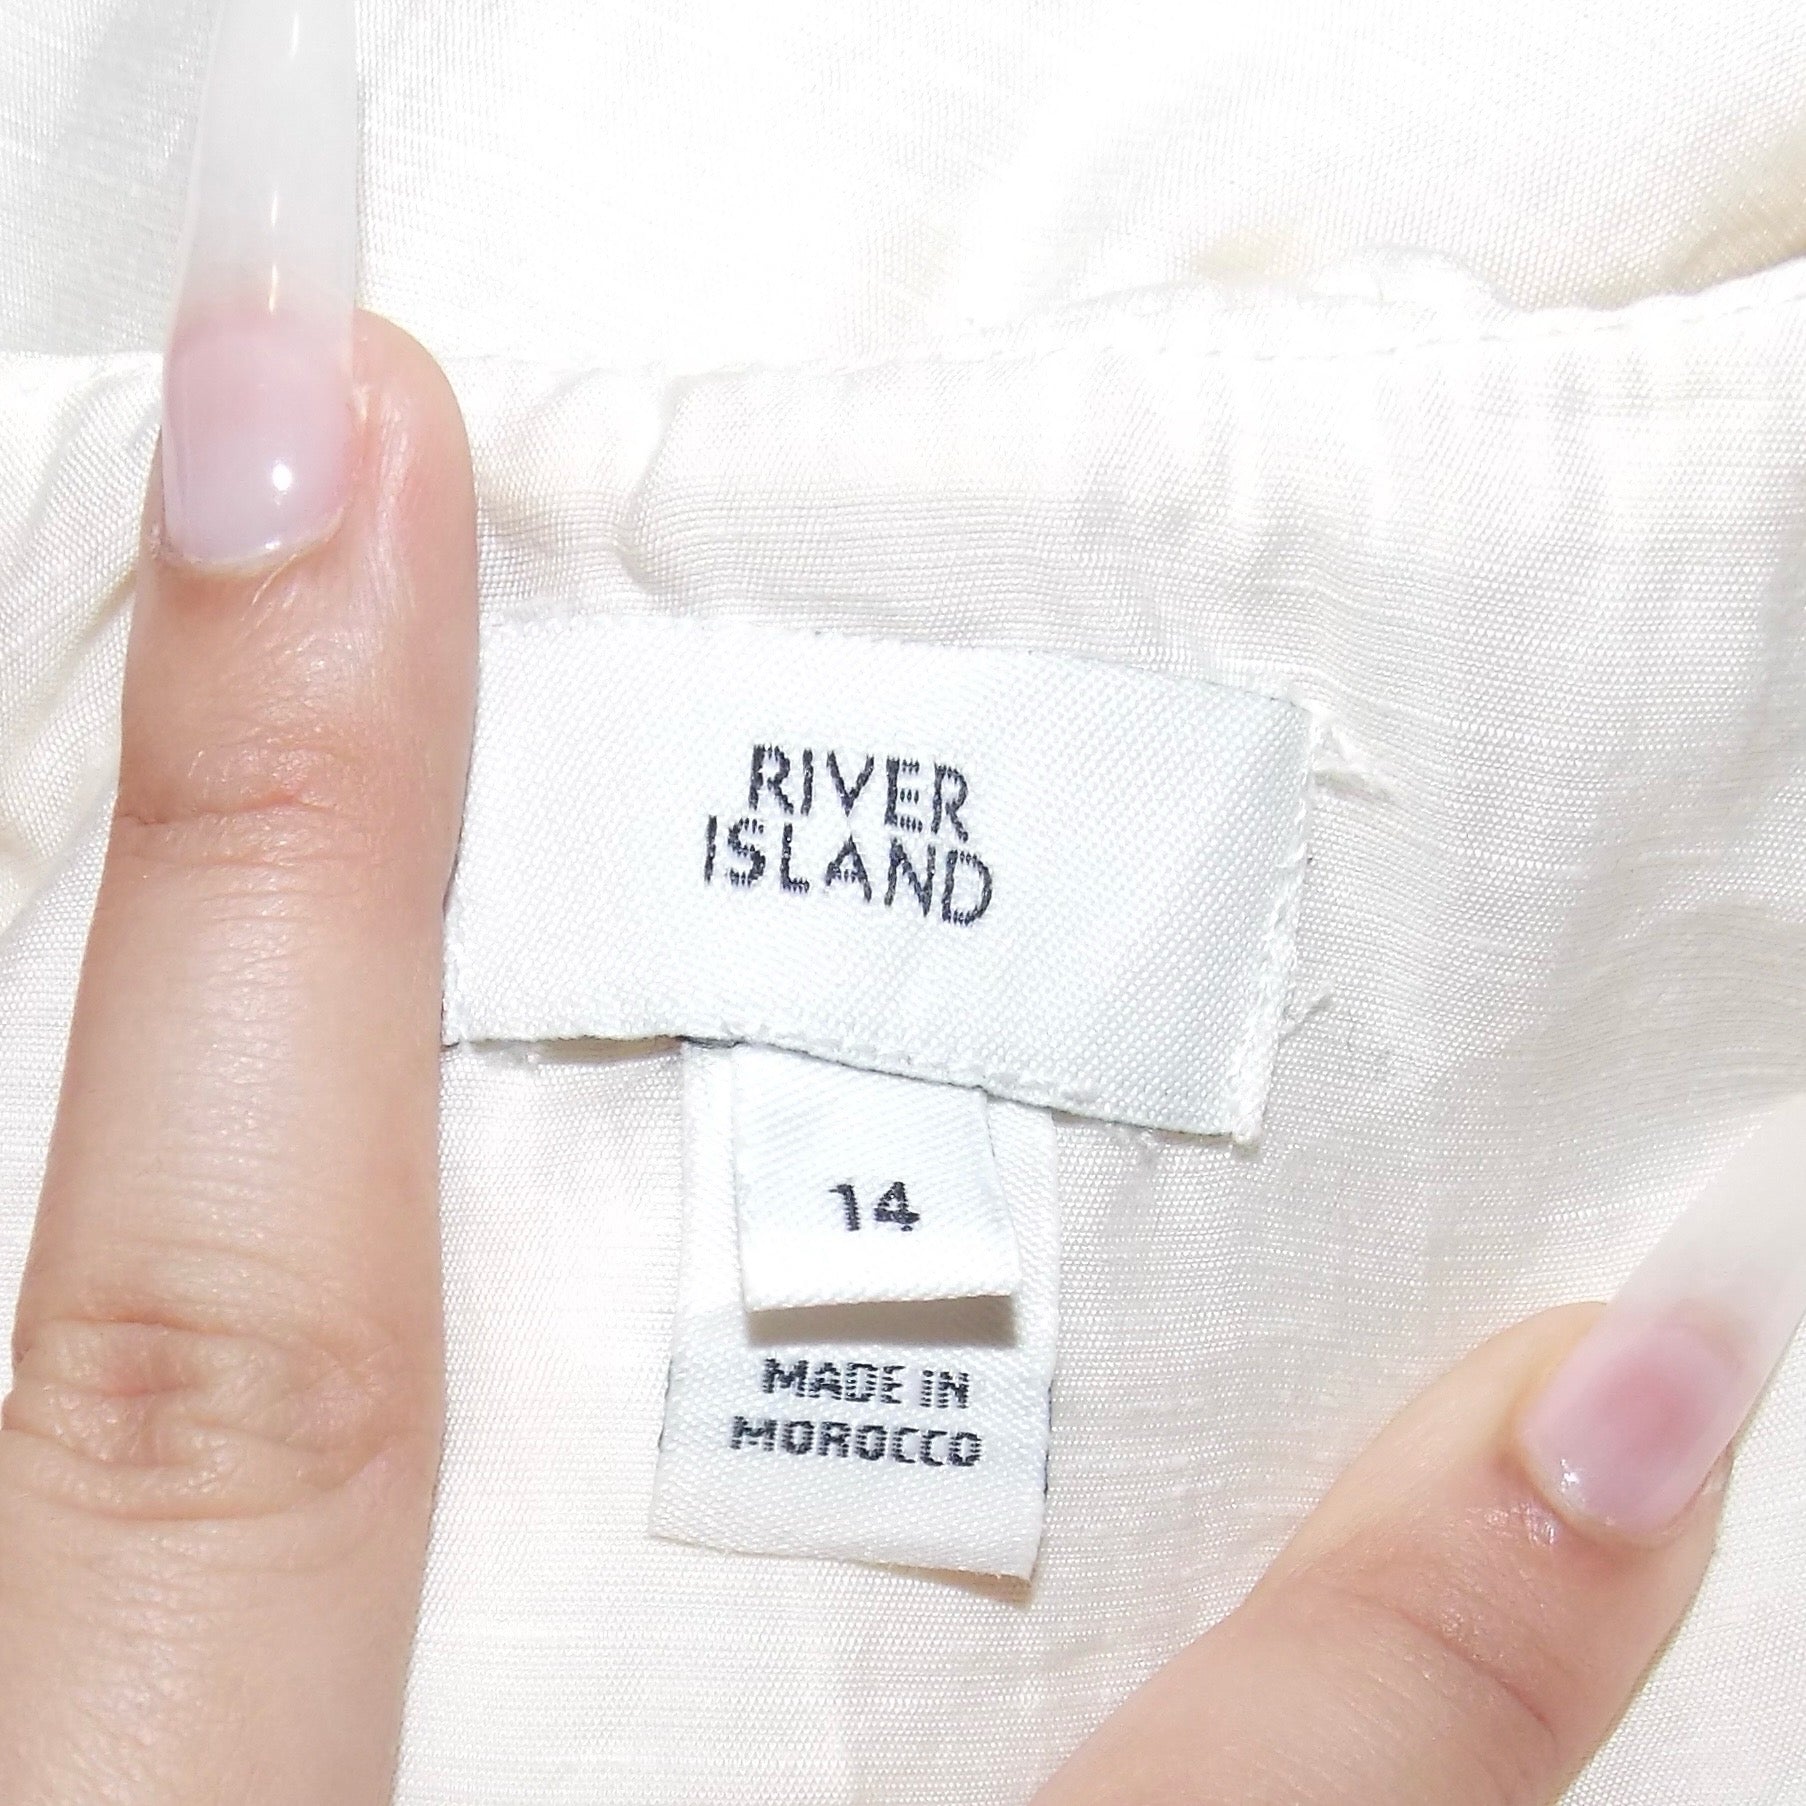 RIVER
ISLAND
14
MADE IN
MOROCCO